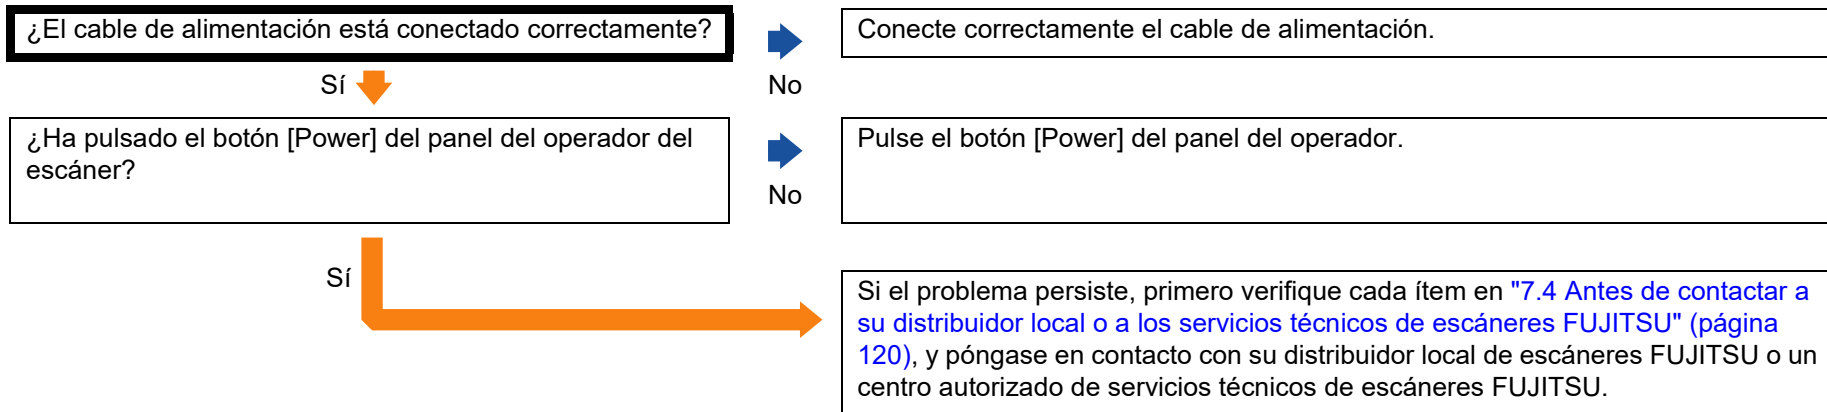 ¿El cable de alimentación está conectado correctamente?
Conecte correctamente el cable de alimentación.
Sí
No
¿Ha pulsado el botón [Power] del panel del operador del
escáner?
Pulse el botón [Power] del panel del operador.
No
Sí
Si el problema persiste, primero verifique cada ítem en "7.4 Antes de contactar a
su distribuidor local o a los servicios técnicos de escáneres FUJITSU" (página
120), y póngase en contacto con su distribuidor local de escáneres FUJITSU o un
centro autorizado de servicios técnicos de escáneres FUJITSU.